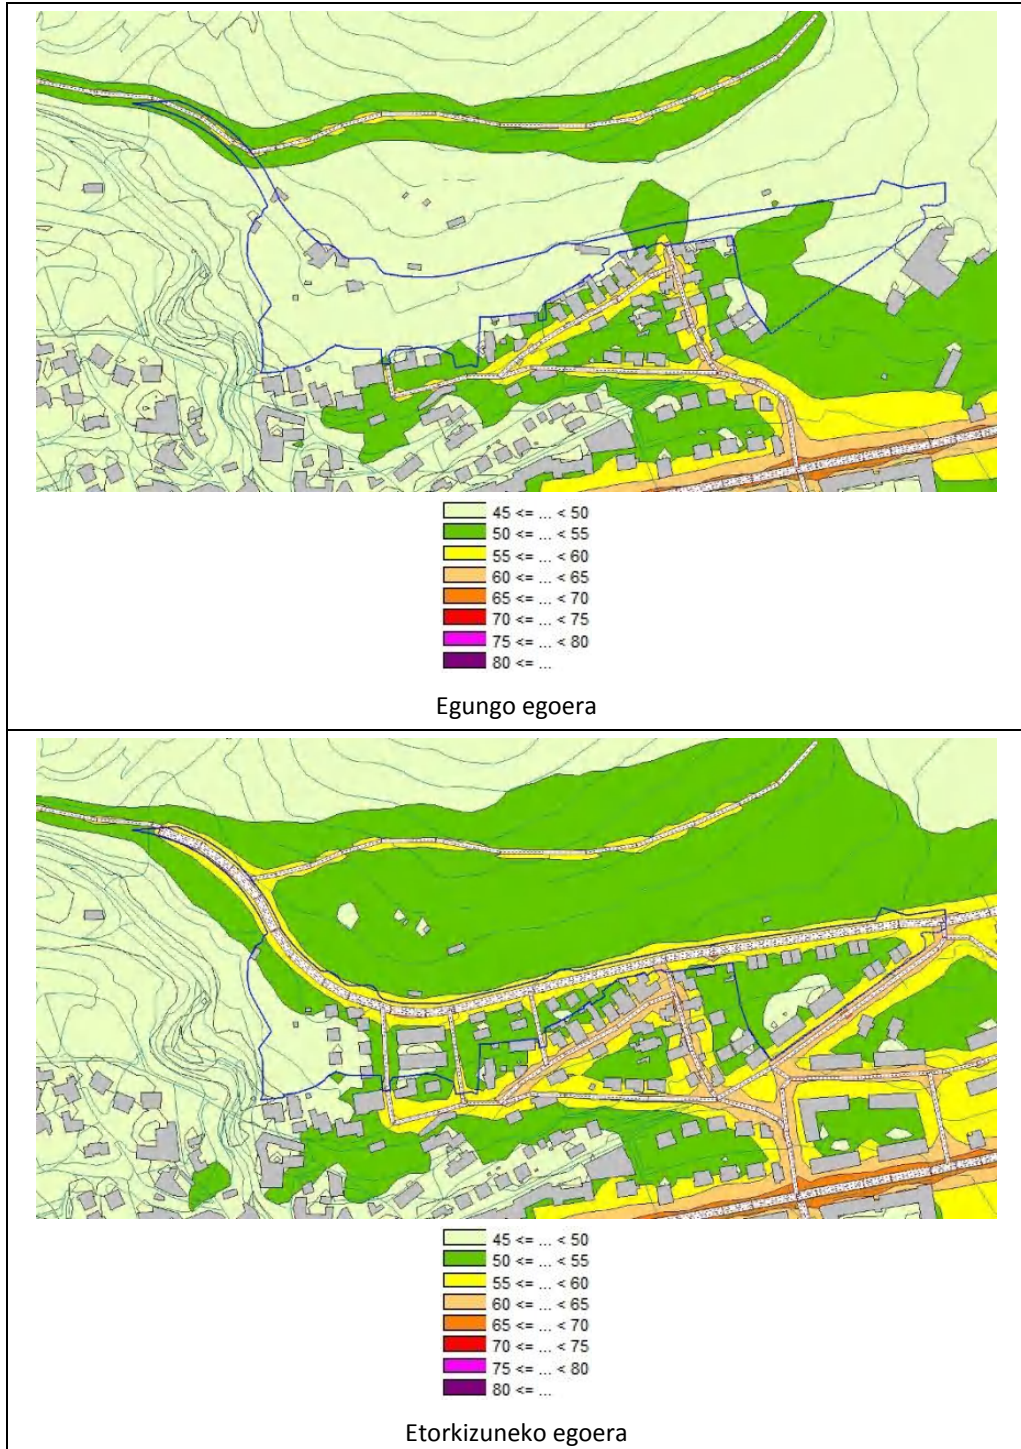 45 <= ... < 50
50 <= ... < 55
55 <= ... < 60
60 <= ... < 65
65 <= ... < 70
70 <= ... < 75
75 <= ... < 80
80 <= ...
Egungo egoera
45 <= ... < 50
50 <= ... < 55
55 <= ... < 60
60 <= ... < 65
65 <= ... < 70
70 <= ... < 75
75 <= ... < 80
80 <= ...
Etorkizuneko egoera